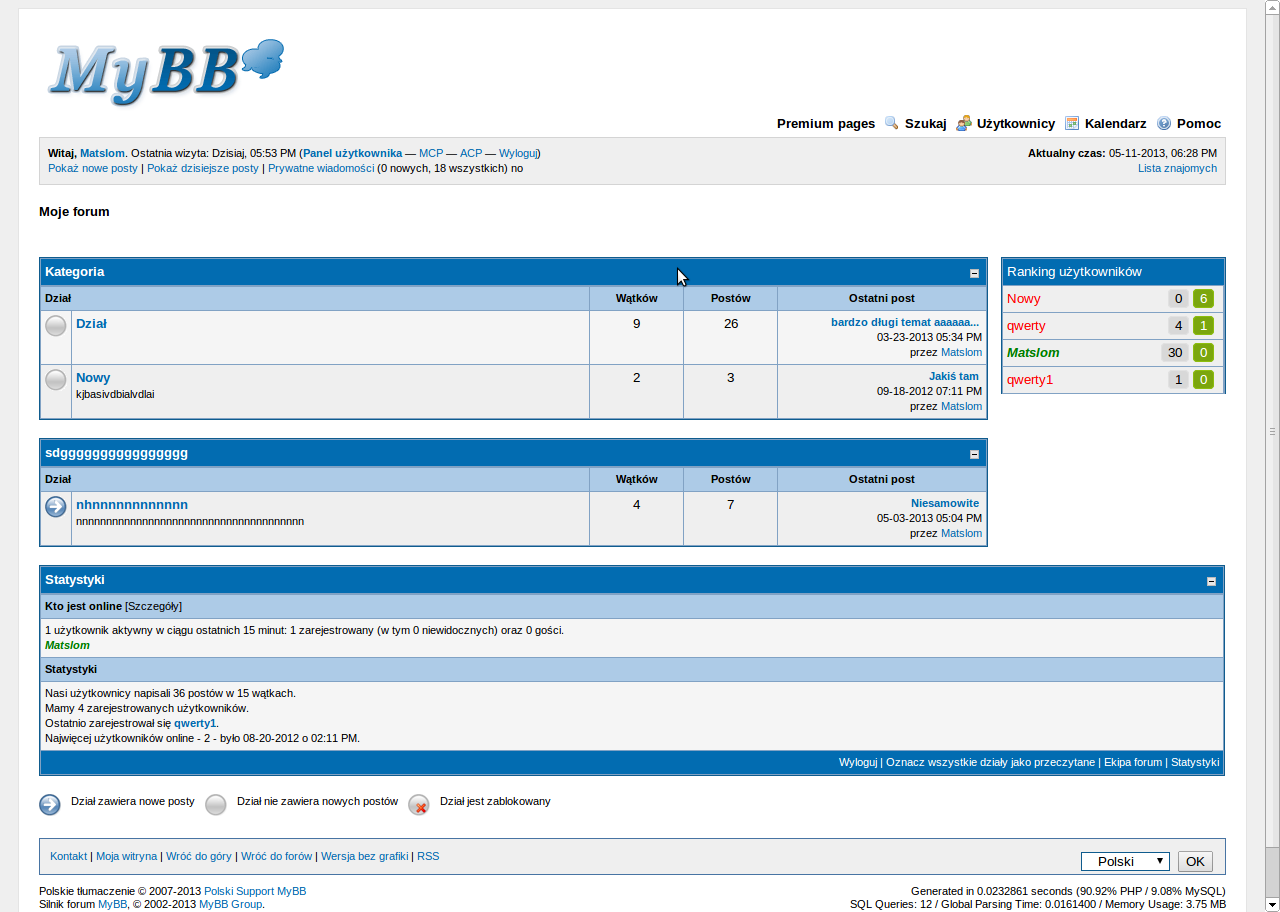 MyBB
Premium pages Szukaj Użytkownicy Kalendarz Pomoc
Witaj, Matslom. Ostatnia wizyta: Dzisiaj, 05:53 PM (Panel użytkownika — MCP — ACP — Wyloguj)
Aktualny czas: 05-11-2013, 06:28 PM
Pokaż nowe posty | Pokaż dzisiejsze posty | Prywatne wiadomości (0 nowych, 18 wszystkich) no
Lista znajomych
Moje forum
Kategoria
Dział Wątków Postów Ostatni post
Dział 9 26 bardzo długi temat aaaaaa...
03-23-2013 05:34 PM
przez Matslom
Nowy 2 3 Jakiś tam
kjbasivdbialvdlai 09-18-2012 07:11 PM
przez Matslom
Ranking użytkowników
Nowy 0 6
qwerty 4 1
Matslom 30 0
qwerty1 1 0
sdgggggggggggggggg
Dział Wątków Postów Ostatni post
nhnnnnnnnnnnnn 4 7 Niesamowite
nnnnnnnnnnnnnnnnnnnnnnnnnnnnnnnnnnnnnn 05-03-2013 05:04 PM
przez Matslom
Statystyki
Kto jest online [Szczegóły]
1 użytkownik aktywny w ciągu ostatnich 15 minut: 1 zarejestrowany (w tym 0 niewidocznych) oraz 0 gości.
Matslom
Statystyki
Nasi użytkownicy napisali 36 postów w 15 wątkach.
Mamy 4 zarejestrowanych użytkowników.
Ostatnio zarejestrował się qwerty1.
Najwięcej użytkowników online - 2 - było 08-20-2012 o 02:11 PM.
Wyloguj | Oznacz wszystkie działy jako przeczytane | Ekipa forum | Statystyki
Dział zawiera nowe posty Dział nie zawiera nowych postów Dział jest zablokowany
Kontakt | Moja witryna | Wróć do góry | Wróć do forów | Wersja bez grafiki | RSS
Polski OK
Polskie tłumaczenie © 2007-2013 Polski Support MyBB
Silnik forum MyBB, © 2002-2013 MyBB Group.
Generated in 0.0232861 seconds (90.92% PHP / 9.08% MySQL)
SQL Queries: 12 / Global Parsing Time: 0.0161400 / Memory Usage: 3.75 MB